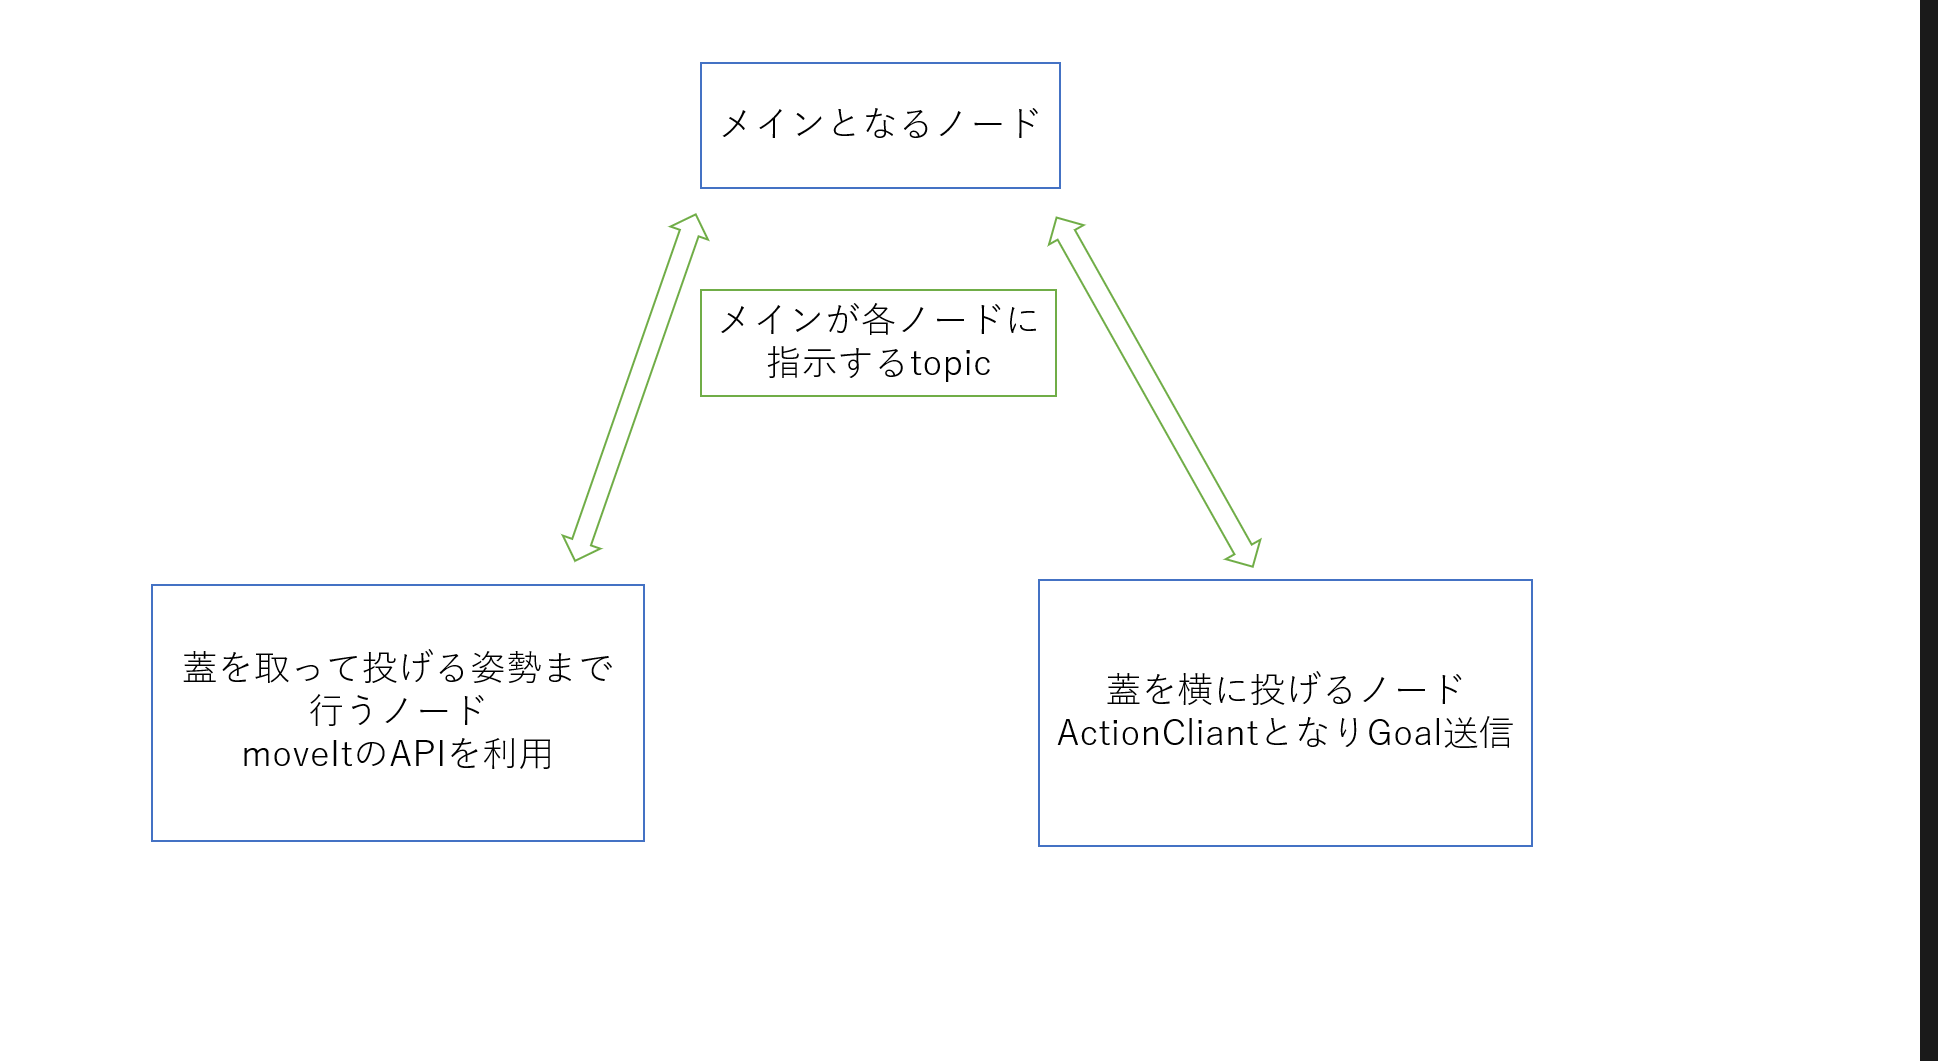 メインとなるノード
メインが各ノードに
指示するtopic
蓋を取って投げる姿勢まで
行うノード
moveItのAPIを利用
蓋を横に投げるノード
ActionCliantとなりGoal送信